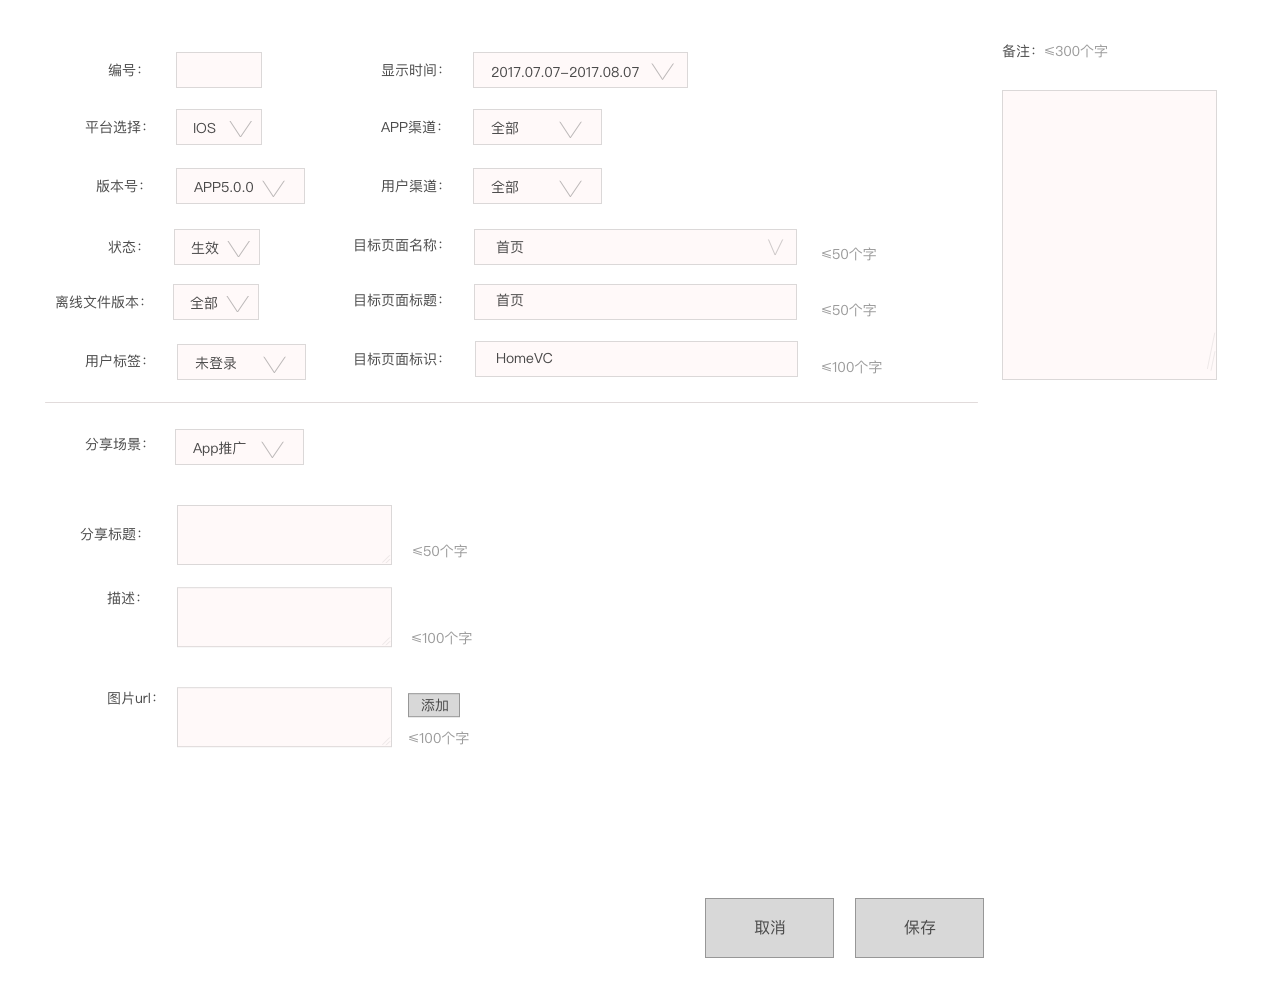 编号：
显示时间：
2017.07.07-2017.08.07
备注：≤300个字
平台选择：
IOS
APP渠道：
全部
版本号：
APP5.0.0
用户渠道：
全部
状态：
生效
目标页面名称：
首页
≤50个字
离线文件版本：
全部
目标页面标题：
首页
≤50个字
用户标签：
未登录
目标页面标识：
HomeVC
≤100个字
分享场景：
App推广
分享标题：
≤50个字
描述：
≤100个字
图片url：
添加
≤100个字
取消
保存